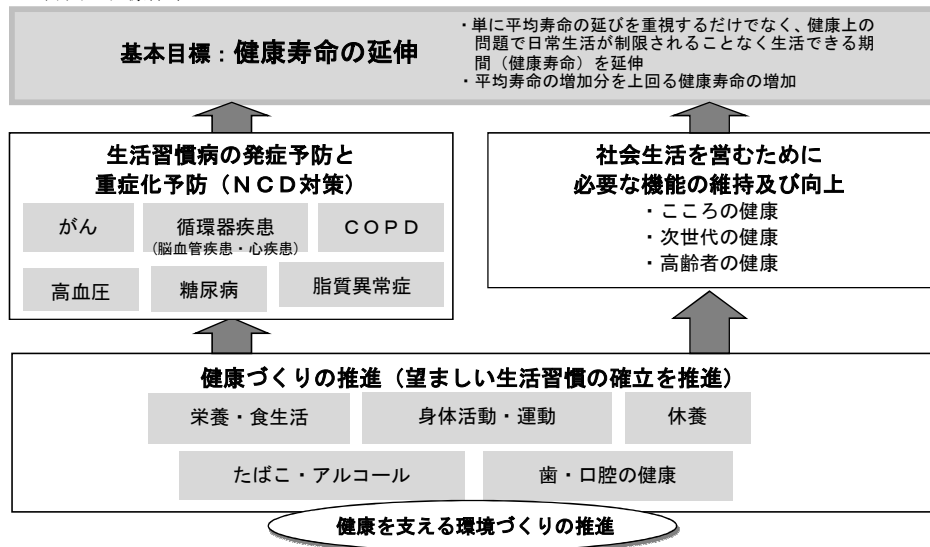 基本目標：健康寿命の延伸
・単に平均寿命の延びを重視するだけでなく、健康上の
問題で日常生活が制限されることなく生活できる期
間（健康寿命）を延伸
・平均寿命の増加分を上回る健康寿命の増加
生活習慣病の発症予防と
重症化予防（ＮＣＤ対策）
がん
循環器疾患
（脳血管疾患・心疾患）
ＣＯＰＤ
高血圧
糖尿病
脂質異常症
社会生活を営むために
必要な機能の維持及び向上
・こころの健康
・次世代の健康
・高齢者の健康
健康づくりの推進（望ましい生活習慣の確立を推進）
栄養・食生活
身体活動・運動
休養
たばこ・アルコール
歯・口腔の健康
健康を支える環境づくりの推進